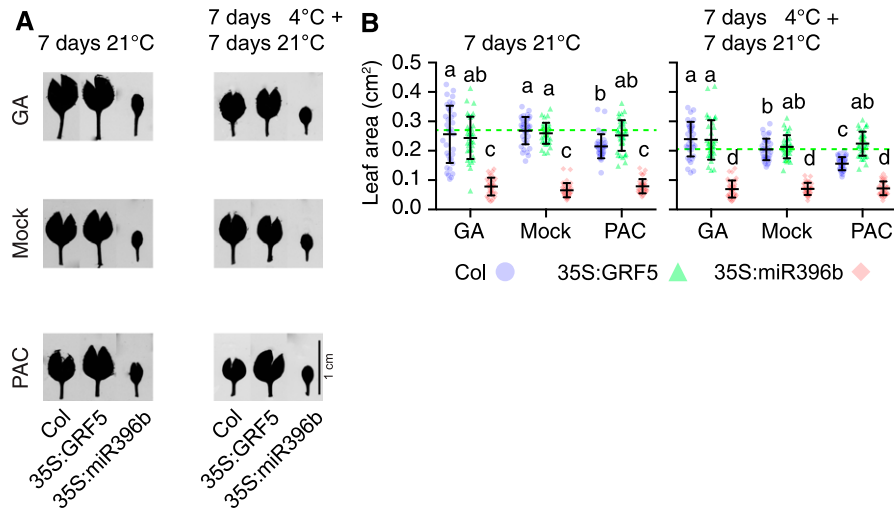 A
7 days 21°C
7 days 4°C +
7 days 21°C
GA
Mock
PAC
1 cm
Col
35S:GRF5
35S:miR396b
Col
35S:GRF5
35S:miR396b
B
7 days 21°C
7 days 4°C +
7 days 21°C
Leaf area (cm²)
0.5
0.4
0.3
0.2
0.1
0.0
a ab c a a c b ab c
a a d b ab d c ab d
GA Mock PAC
GA Mock PAC
Col 35S:GRF5 35S:miR396b